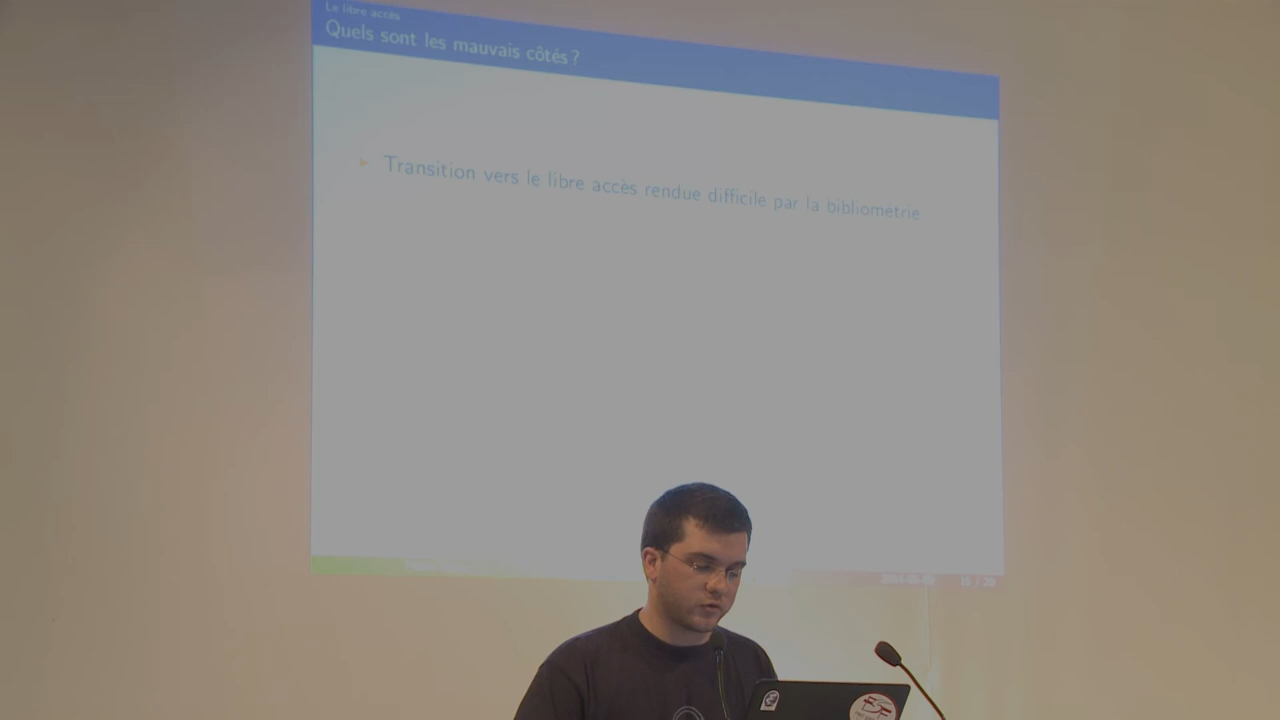 Le libre accès
Quels sont les mauvais côtés ?
Transition vers le libre accès rendue difficile par la bibliométrie